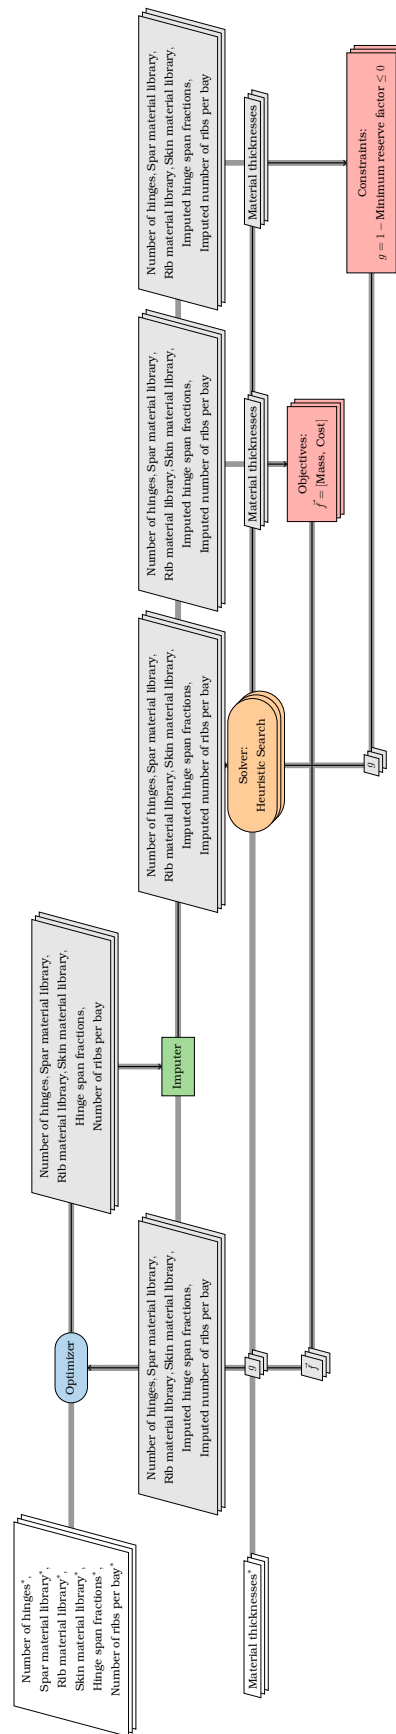 Number of hinges*,
Spar material library*,
Rib material library*,
Skin material library*,
Hinge span fractions*,
Number of ribs per bay*
Optimizer
Number of hinges, Spar material library,
Rib material library, Skin material library,
Hinge span fractions,
Number of ribs per bay
Number of hinges, Spar material library,
Rib material library, Skin material library,
Imputed hinge span fractions,
Imputed number of ribs per bay
Imputer
Number of hinges, Spar material library,
Rib material library, Skin material library,
Imputed hinge span fractions,
Imputed number of ribs per bay
Number of hinges, Spar material library,
Rib material library, Skin material library,
Imputed hinge span fractions,
Imputed number of ribs per bay
Number of hinges, Spar material library,
Rib material library, Skin material library,
Imputed hinge span fractions,
Imputed number of ribs per bay
Material thicknesses*
g
Solver:
Heuristic Search
Material thicknesses
Material thicknesses
f⃗
Objectives:
f⃗ = [Mass, Cost]
g
Constraints:
g = 1 − Minimum reserve factor ≤ 0